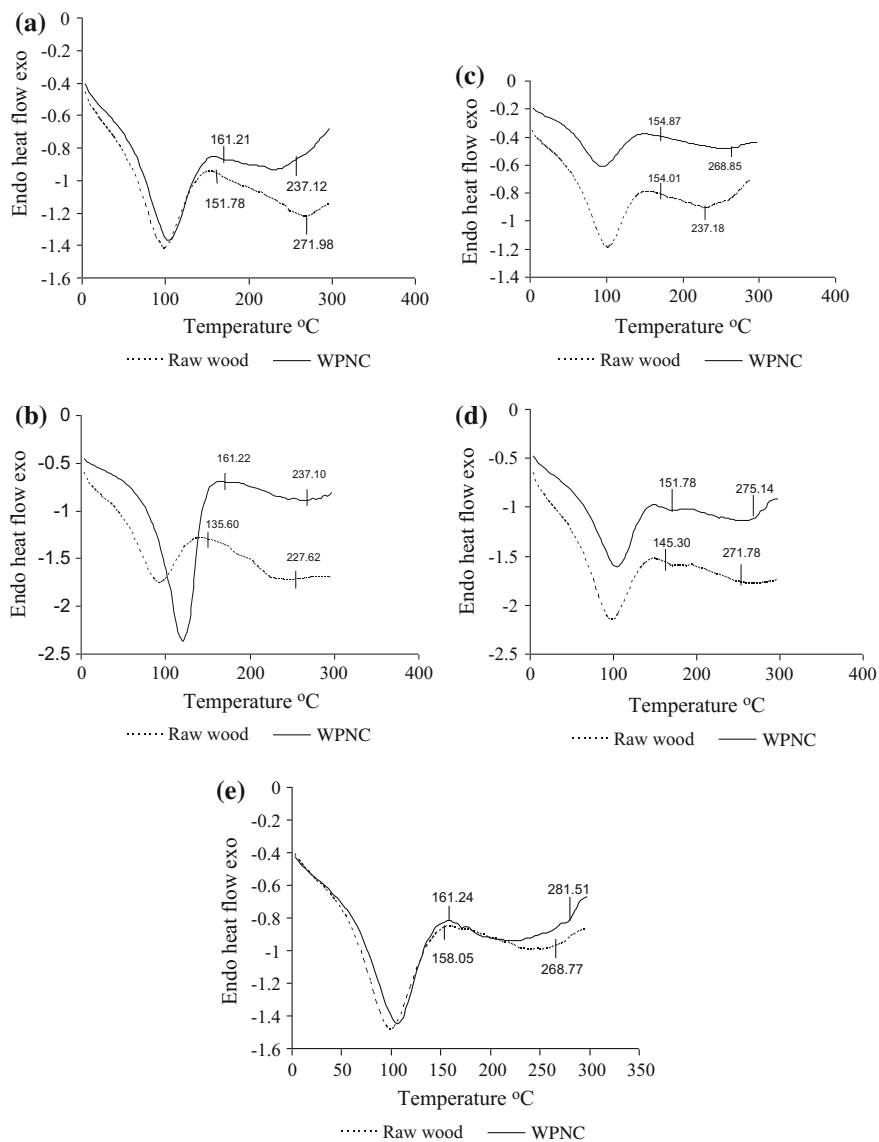 (a)
0
-0.2
-0.4
-0.6
-0.8
-1
-1.2
-1.4
-1.6
Endo heat flow exo
161.21
237.12
151.78
271.98
0 100 200 300 400
Temperature °C
Raw wood WPNC
(c)
0
-0.2
-0.4
-0.6
-0.8
-1
-1.2
-1.4
Endo heat flow exo
154.87
268.85
154.01
237.18
0 100 200 300 400
Temperature °C
Raw wood WPNC
(b)
0
-0.5
-1
-1.5
-2
-2.5
Endo heat flow exo
161.22
237.10
135.60
227.62
0 100 200 300 400
Temperature °C
Raw wood WPNC
(d)
0
-0.5
-1
-1.5
-2
-2.5
Endo heat flow exo
151.78
275.14
145.30
271.78
0 100 200 300 400
Temperature °C
Raw wood WPNC
(e)
0
-0.2
-0.4
-0.6
-0.8
-1
-1.2
-1.4
-1.6
Endo heat flow exo
161.24
281.51
158.05
268.77
0 50 100 150 200 250 300 350
Temperature °C
Raw wood WPNC